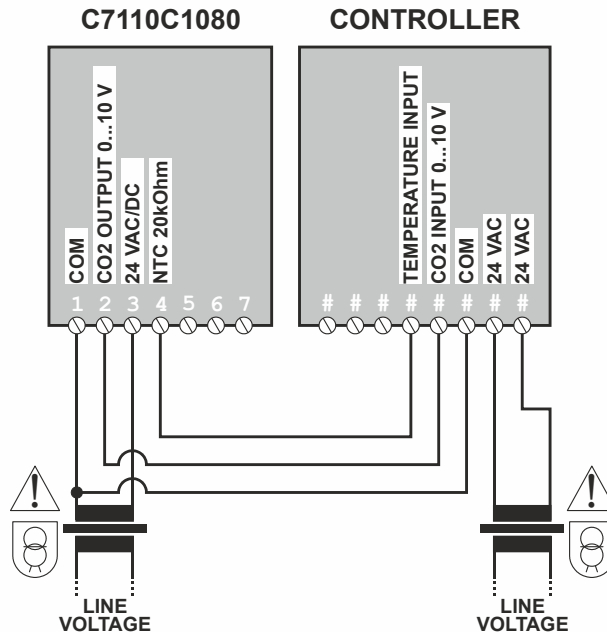 C7110C1080
CONTROLLER
COM
CO2 OUTPUT 0...10 V
24 VAC/DC
NTC 20kOhm
TEMPERATURE INPUT
CO2 INPUT 0...10 V
COM
24 VAC
24 VAC
1 2 3 4 5 6 7
# # # # # # # #
LINE
VOLTAGE
LINE
VOLTAGE